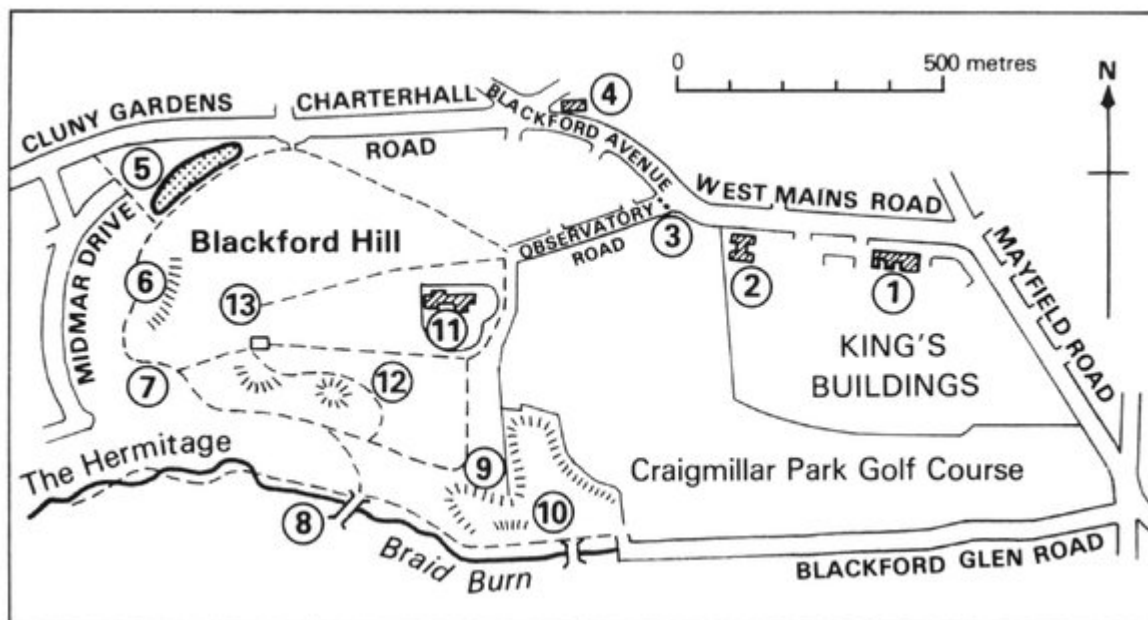 0 500 metres
N
CLUNY GARDENS
CHARTERHALL
ROAD
BLACKFORD AVENUE
4
5
WEST MAINS ROAD
OBSERVATORY
ROAD
3
MIDMAR DRIVE
Blackford Hill
6
13
11
2
1
MAYFIELD ROAD
KING'S
BUILDINGS
7
12
The Hermitage
9
Craigmillar Park Golf Course
8
10
Braid Burn
BLACKFORD GLEN ROAD